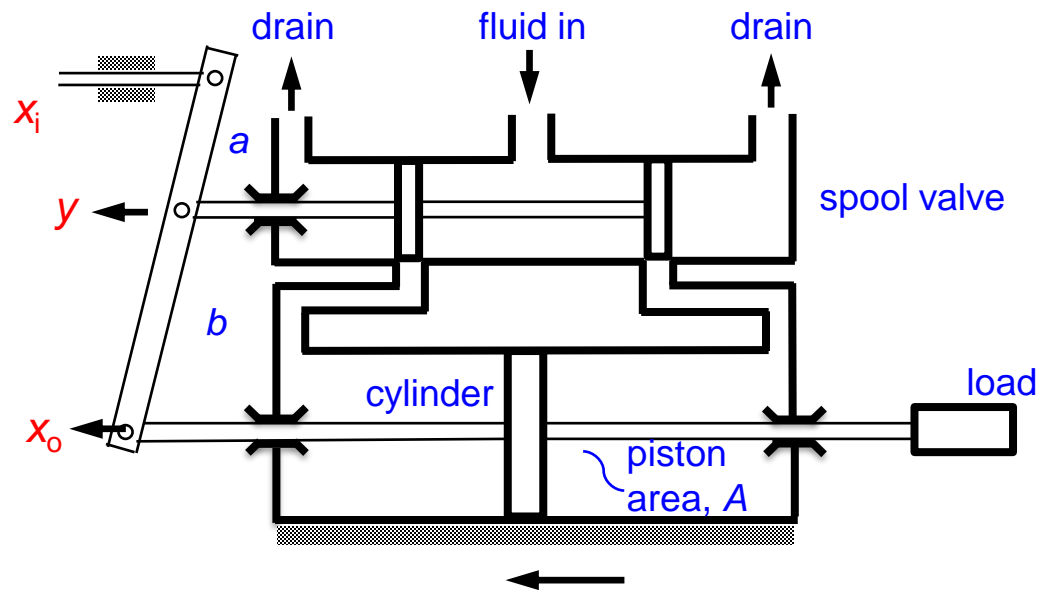 drain
fluid in
drain
xi
a
y
spool valve
b
cylinder
load
xo
piston
area, A